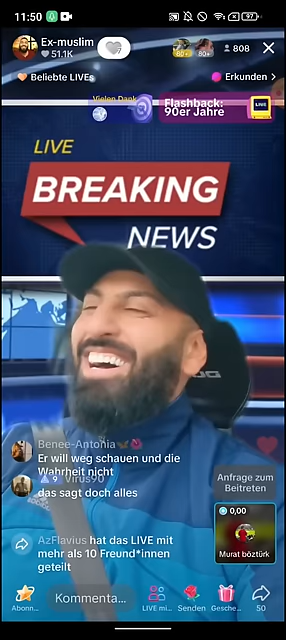 11:50
97
Ex-muslim
51.1K
80+
80+
808
Beliebte LIVEs
Erkunden
Vielen Dank
Flashback:
90er Jahre
LIVE
LIVE
BREAKING
NEWS
Benee-Antonia
Er will weg schauen und die
Wahrheit nicht
9 Virus90
das sagt doch alles
Anfrage zum
Beitreten
0,00
Murat böztürk
AzFlavius hat das LIVE mit
mehr als 10 Freund*innen
geteilt
Abonn...
Kommenta...
LIVE mi...
Senden
Gesche...
50